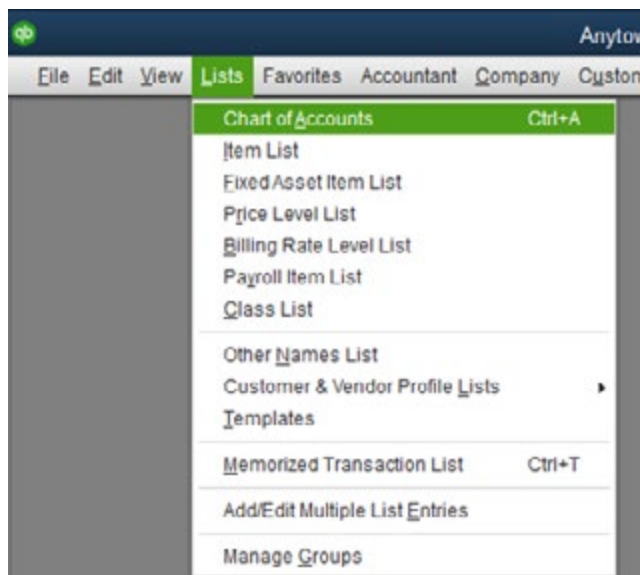 qb
Anytow
File Edit View Lists Favorites Accountant Company Custom
Chart of Accounts Ctrl+A
Item List
Fixed Asset Item List
Price Level List
Billing Rate Level List
Payroll Item List
Class List
Other Names List
Customer & Vendor Profile Lists
Templates
Memorized Transaction List Ctrl+T
Add/Edit Multiple List Entries
Manage Groups